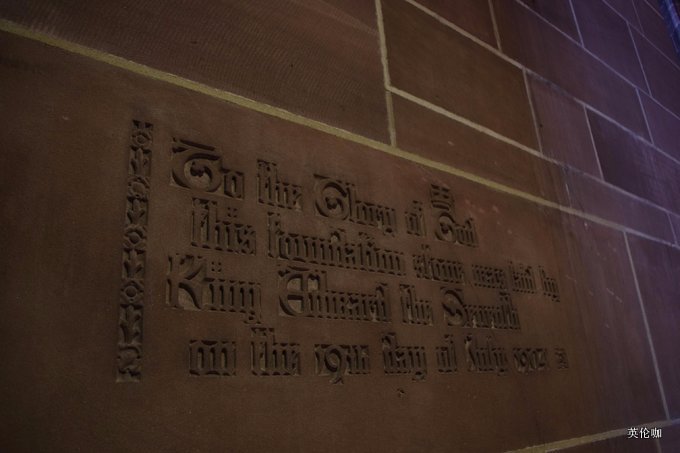 To the Glory of God
this foundation stone was laid by
King Edward the Seventh
on the 19th day of July 1904
英伦咖